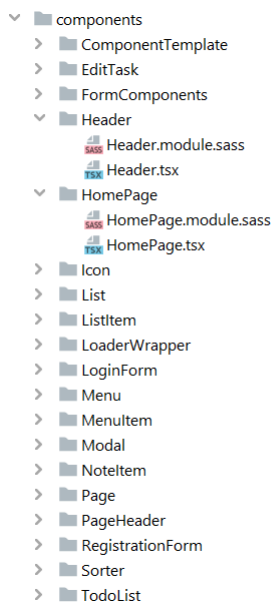 components
ComponentTemplate
EditTask
FormComponents
Header
SASS Header.module.sass
TSX Header.tsx
HomePage
SASS HomePage.module.sass
TSX HomePage.tsx
Icon
List
ListItem
LoaderWrapper
LoginForm
Menu
MenuItem
Modal
NoteItem
Page
PageHeader
RegistrationForm
Sorter
TodoList